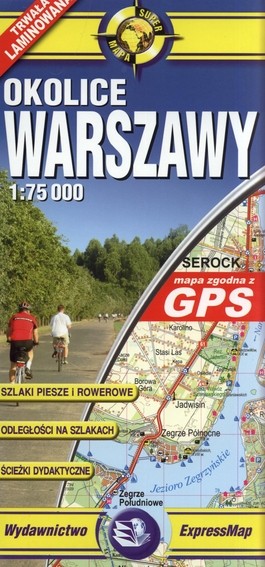 TRWAŁA
LAMINOWANA
SUPER
MAPA
OKOLICE
WARSZAWY
1:75 000
SEROCK
mapa zgodna z
GPS
Karolino
Stasi Las
Borowa
Góra
Jadwisin
SZLAKI PIESZE i ROWEROWE
ODLEGŁOŚCI NA SZLAKACH
Zegrze Północne
ŚCIEŻKI DYDAKTYCZNE
Jezioro Zegrzyńskie
Zegrze
Południowe
Wydawnictwo
ExpressMap